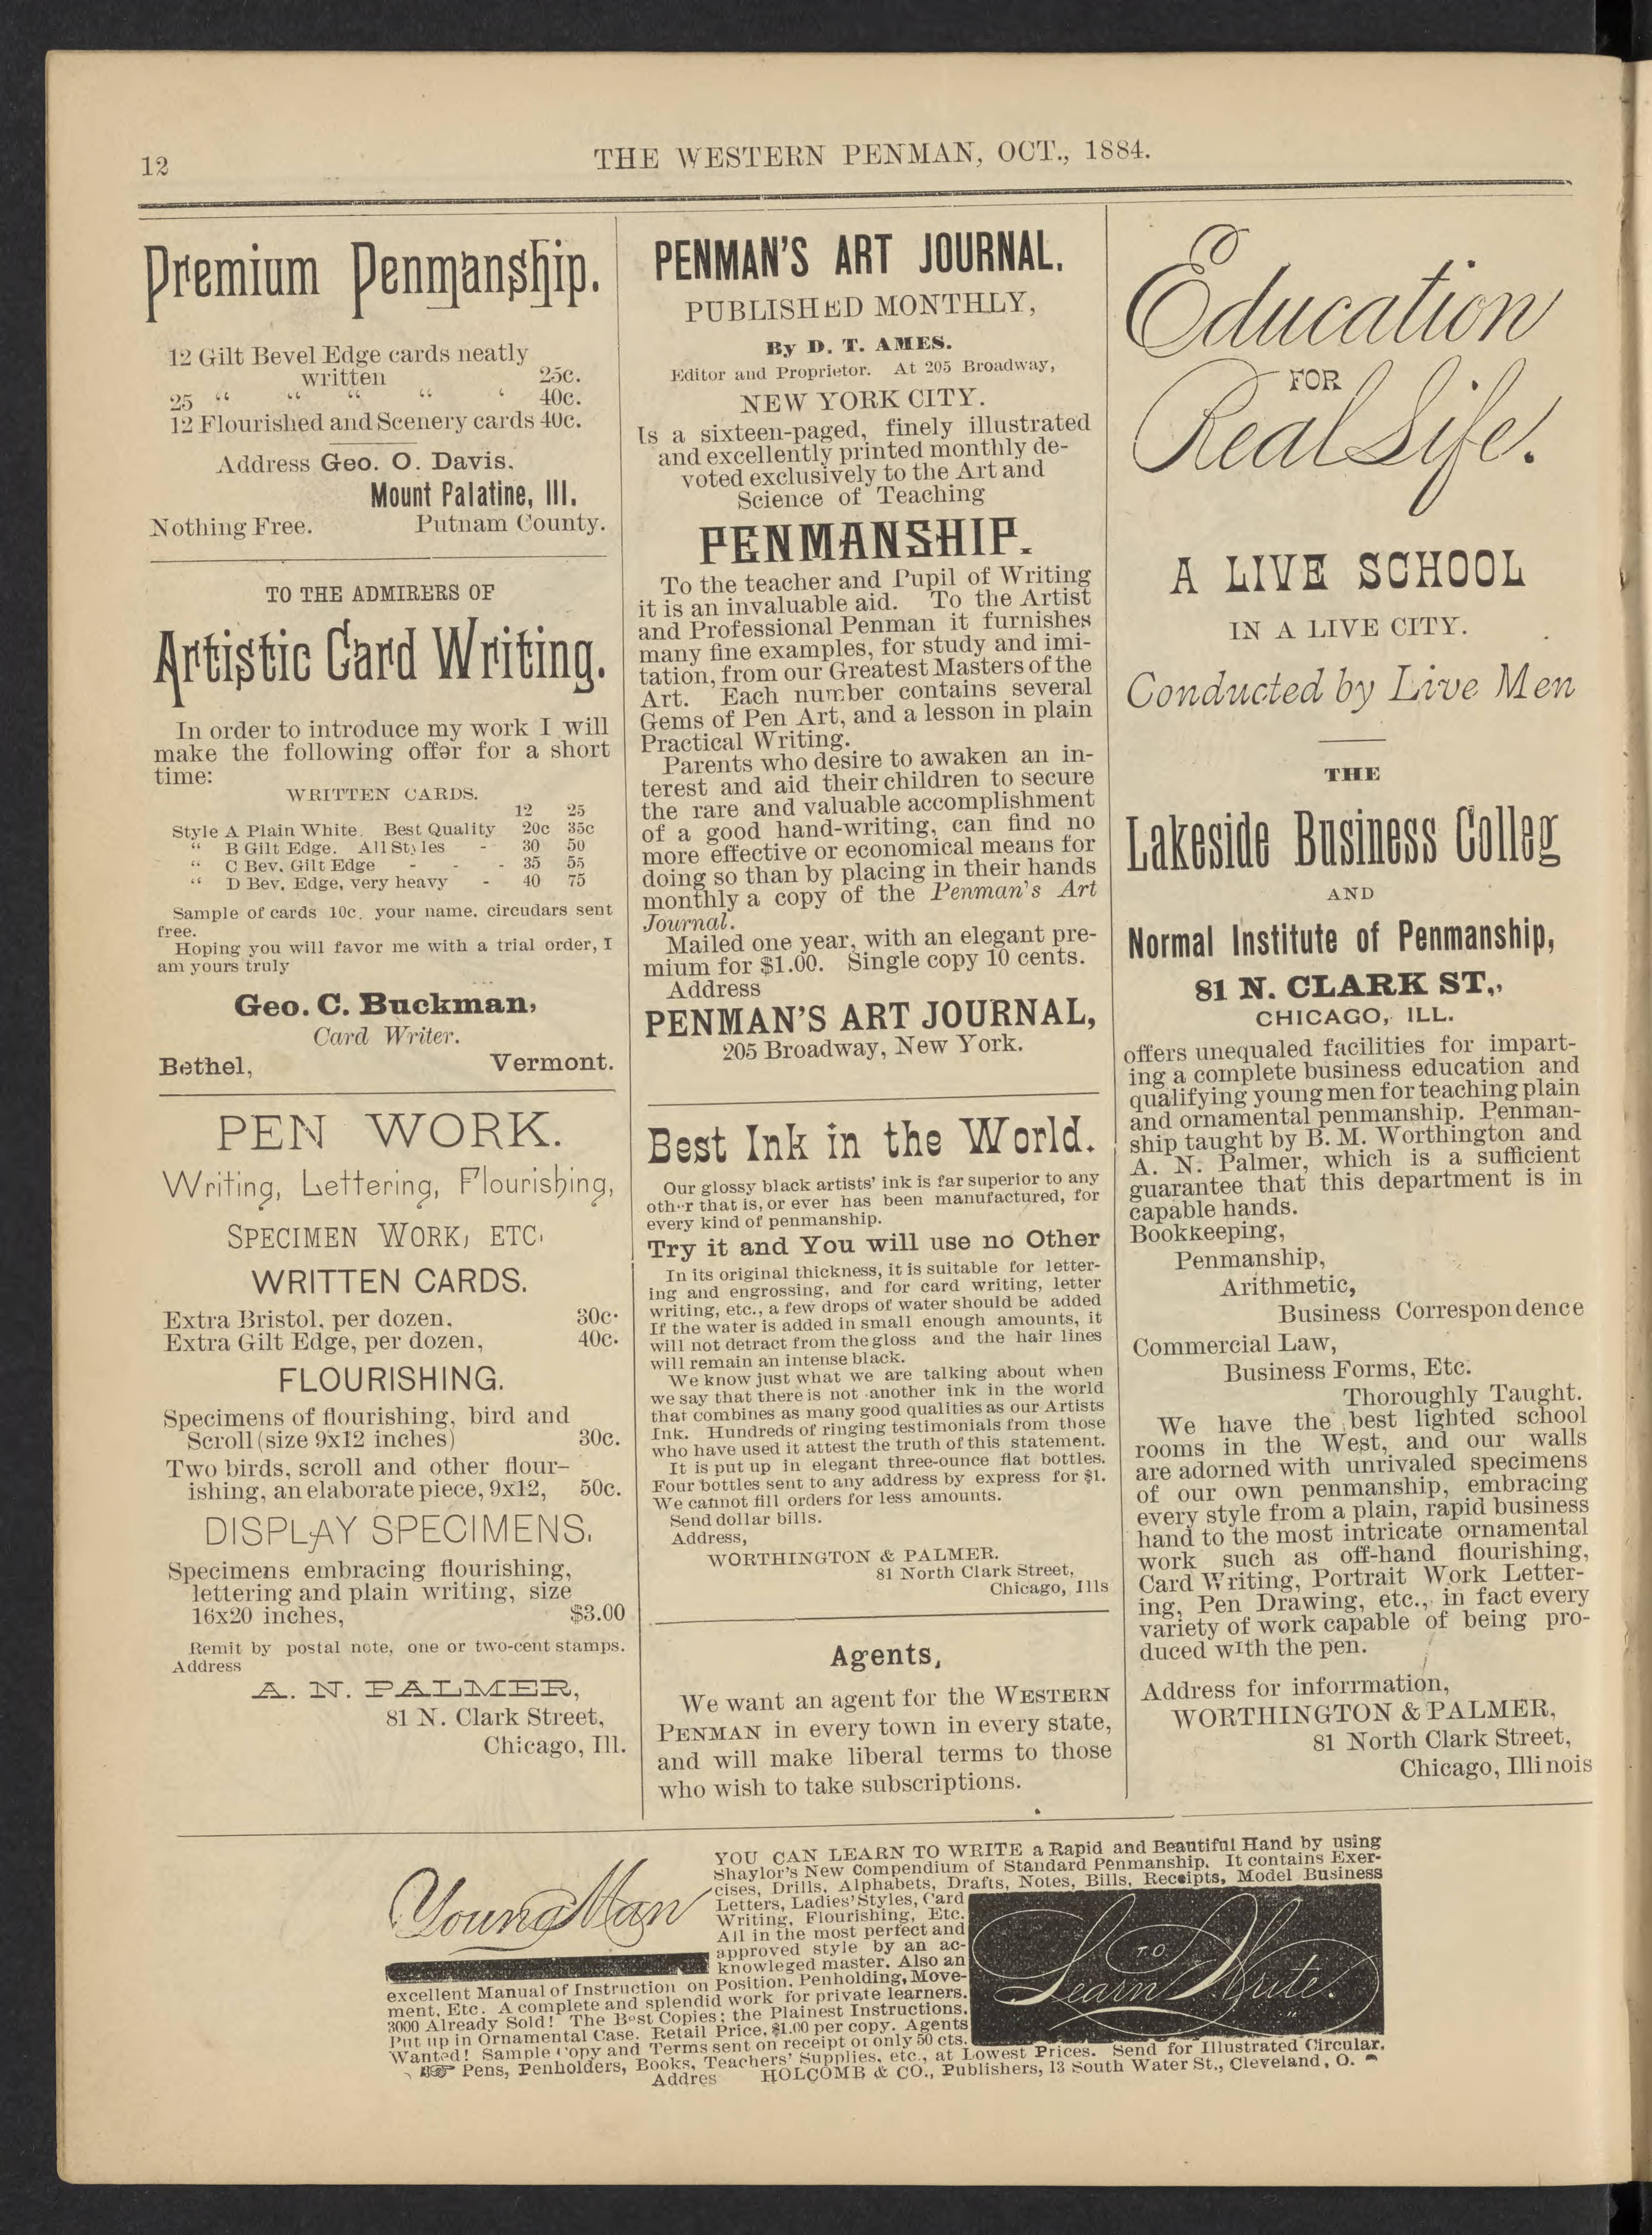 12
THE WESTERN PENMAN, OCT., 1884.
Premium Penmanship.
12 Gilt Bevel Edge cards neatly
written 25c.
25 “ “ “ “ ‘ 40c.
12 Flourished and Scenery cards 40c.
Address Geo. O. Davis.
Mount Palatine, Ill.
Nothing Free. Putnam County.
TO THE ADMIRERS OF
Artistic Card Writing.
In order to introduce my work I will
make the following offer for a short
time:
WRITTEN CARDS.
12 25
Style A Plain White. Best Quality 20c 35c
“ B Gilt Edge. All Styles - 30 50
“ C Bev. Gilt Edge - - - 35 55
“ D Bev. Edge, very heavy - 40 75
Sample of cards 10c. your name. circudars sent
free.
Hoping you will favor me with a trial order, I
am yours truly
Geo. C. Buckman,
Card Writer.
Bethel, Vermont.
PEN WORK.
Writing, Lettering, Flourishing,
SPECIMEN WORK, ETC.
WRITTEN CARDS.
Extra Bristol, per dozen, 30c.
Extra Gilt Edge, per dozen, 40c.
FLOURISHING.
Specimens of flourishing, bird and
Scroll (size 9x12 inches) 30c.
Two birds, scroll and other flour-
ishing, an elaborate piece, 9x12, 50c.
DISPLAY SPECIMENS.
Specimens embracing flourishing,
lettering and plain writing, size
16x20 inches, $3.00
Remit by postal note, one or two-cent stamps.
Address
A. N. PALMER,
81 N. Clark Street,
Chicago, Ill.
PENMAN'S ART JOURNAL.
PUBLISHED MONTHLY,
By D. T. AMES.
Editor and Proprietor. At 205 Broadway,
NEW YORK CITY.
Is a sixteen-paged, finely illustrated
and excellently printed monthly de-
voted exclusively to the Art and
Science of Teaching
PENMANSHIP.
To the teacher and Pupil of Writing
it is an invaluable aid. To the Artist
and Professional Penman it furnishes
many fine examples, for study and imi-
tation, from our Greatest Masters of the
Art. Each number contains several
Gems of Pen Art, and a lesson in plain
Practical Writing.
Parents who desire to awaken an in-
terest and aid their children to secure
the rare and valuable accomplishment
of a good hand-writing, can find no
more effective or economical means for
doing so than by placing in their hands
monthly a copy of the Penman's Art
Journal.
Mailed one year, with an elegant pre-
mium for $1.00. Single copy 10 cents.
Address
PENMAN'S ART JOURNAL,
205 Broadway, New York.
Best Ink in the World.
Our glossy black artists' ink is far superior to any
other that is, or ever has been manufactured, for
every kind of penmanship.
Try it and You will use no Other
In its original thickness, it is suitable for letter-
ing and engrossing, and for card writing, letter
writing, etc., a few drops of water should be added
If the water is added in small enough amounts, it
will not detract from the gloss and the hair lines
will remain an intense black.
We know just what we are talking about when
we say that there is not another ink in the world
that combines as many good qualities as our Artists
Ink. Hundreds of ringing testimonials from those
who have used it attest the truth of this statement.
It is put up in elegant three-ounce flat bottles.
Four bottles sent to any address by express for $1.
We cannot fill orders for less amounts.
Send dollar bills.
Address,
WORTHINGTON & PALMER.
81 North Clark Street,
Chicago, Ills
Agents,
We want an agent for the WESTERN
PENMAN in every town in every state,
and will make liberal terms to those
who wish to take subscriptions.
Education
FOR
Real Life.
A LIVE SCHOOL
IN A LIVE CITY.
Conducted by Live Men
THE
Lakeside Business Colleg
AND
Normal Institute of Penmanship,
81 N. CLARK ST.,
CHICAGO, ILL.
offers unequaled facilities for impart-
ing a complete business education and
qualifying young men for teaching plain
and ornamental penmanship. Penman-
ship taught by B. M. Worthington and
A. N. Palmer, which is a sufficient
guarantee that this department is in
capable hands.
Bookkeeping,
Penmanship,
Arithmetic,
Business Correspondence
Commercial Law,
Business Forms, Etc.
Thoroughly Taught.
We have the best lighted school
rooms in the West, and our walls
are adorned with unrivaled specimens
of our own penmanship, embracing
every style from a plain, rapid business
hand to the most intricate ornamental
work such as off-hand flourishing,
Card Writing, Portrait Work Letter-
ing, Pen Drawing, etc., in fact every
variety of work capable of being pro-
duced with the pen.
Address for inforrmation,
WORTHINGTON & PALMER,
81 North Clark Street,
Chicago, Illinois
Young Man
YOU CAN LEARN TO WRITE a Rapid and Beautiful Hand by using
Shaylor's New Compendium of Standard Penmanship. It contains Exer-
cises, Drills, Alphabets, Drafts, Notes, Bills, Receipts, Model Business
Letters, Ladies' Styles, Card
Writing, Flourishing, Etc.
All in the most perfect and
approved style by an ac-
knowleged master. Also an
excellent Manual of Instruction on Position, Penholding, Move-
ment, Etc. A complete and splendid work for private learners.
3000 Already Sold! The Best Copies; the Plainest Instructions.
Put up in Ornamental Case. Retail Price, $1.00 per copy. Agents
Wanted! Sample Copy and Terms sent on receipt of only 50 cts.
Learn TO Write.
☞ Pens, Penholders, Books, Teachers' Supplies, etc., at Lowest Prices. Send for Illustrated Circular.
Addres HOLCOMB & CO., Publishers, 13 South Water St., Cleveland, O.